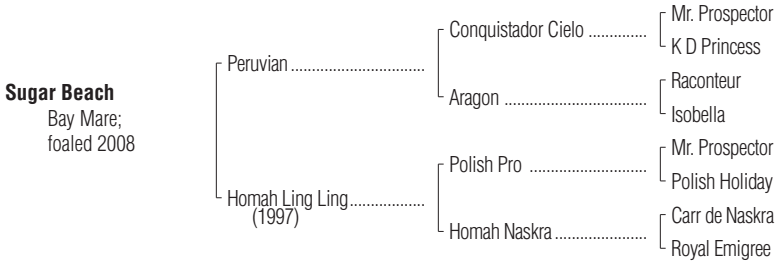 Sugar Beach
Bay Mare;
foaled 2008
Peruvian ................................
Homah Ling Ling..................
(1997)
Conquistador Cielo ..............
Aragon ..................................
Polish Pro ............................
Homah Naskra......................
Mr. Prospector
K D Princess
Raconteur
Isobella
Mr. Prospector
Polish Holiday
Carr de Naskra
Royal Emigree